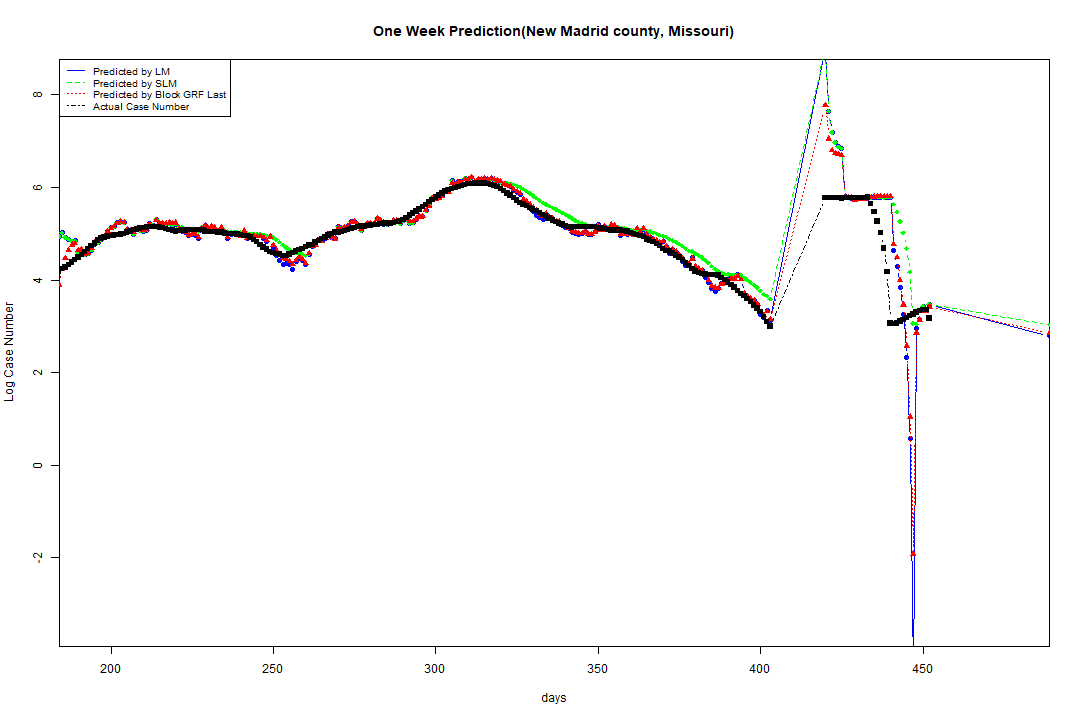 One Week Prediction(New Madrid county, Missouri)
Predicted by LM
Predicted by SLM
Predicted by Block GRF Last
Actual Case Number
8
6
4
2
0
-2
Log Case Number
200 250 300 350 400 450
days